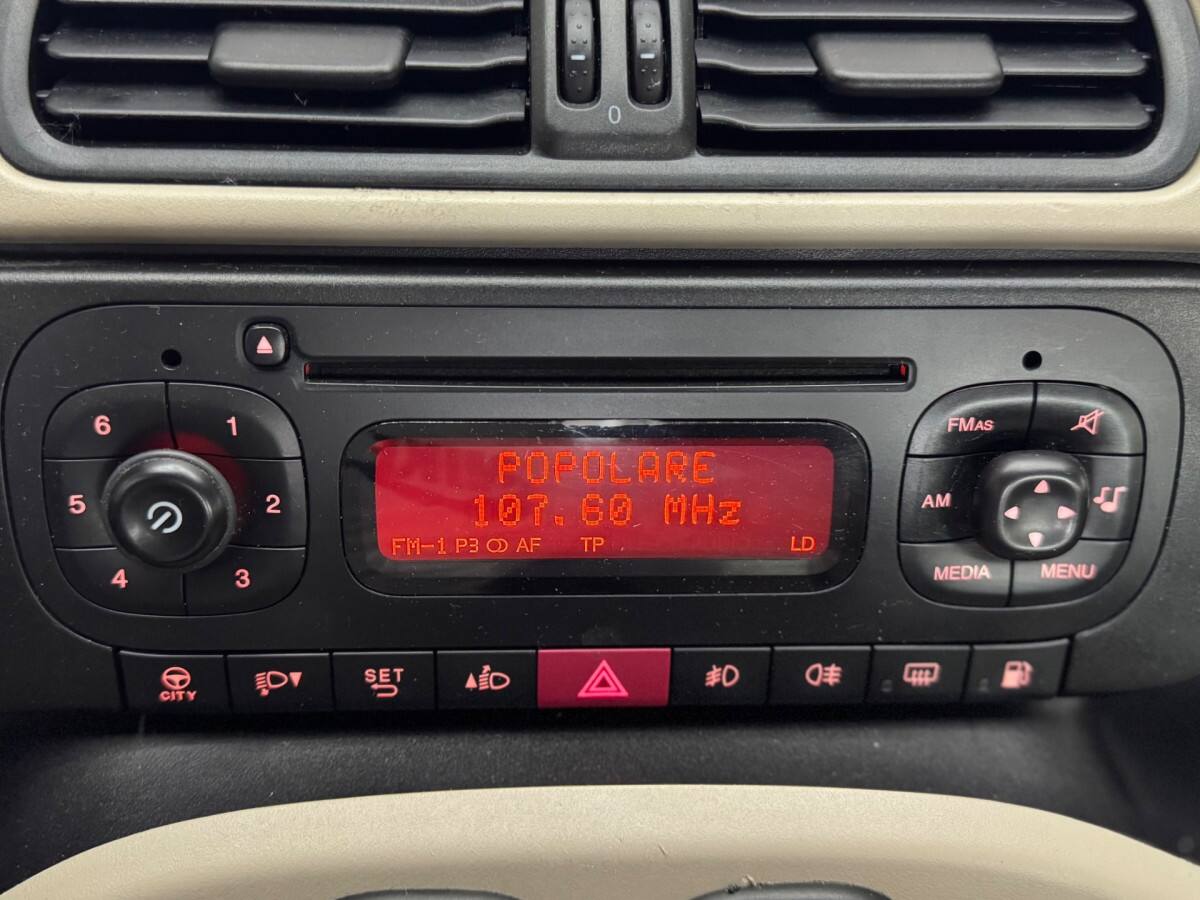 0
6 1
5 2
4 3
POPOLARE
107.60 MHz
FM-1 P3 AF TP LD
FMAS
AM
MEDIA MENU
CITY
SET